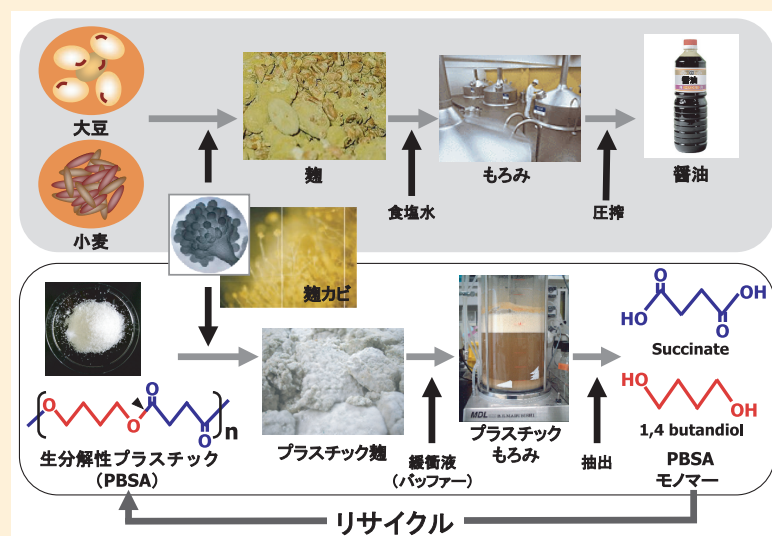 大豆
小麦
麹
食塩水
もろみ
圧搾
醤油
醤油
麹カビ
O
O
O
O
n
生分解性プラスチック
（PBSA）
プラスチック麹
緩衝液
（バッファー）
MDL
プラスチック
もろみ
抽出
O
OH
HO
O
Succinate
HO
OH
1,4 butandiol
PBSA
モノマー
リサイクル